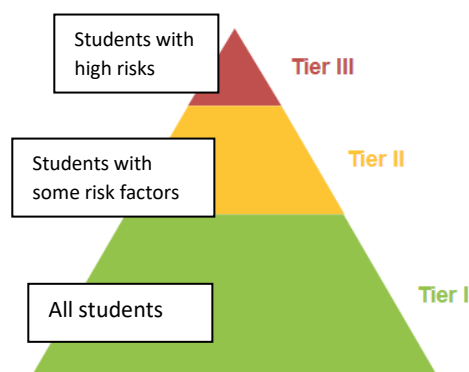 Students with
high risks
Tier III
Students with
some risk factors
Tier II
All students
Tier I